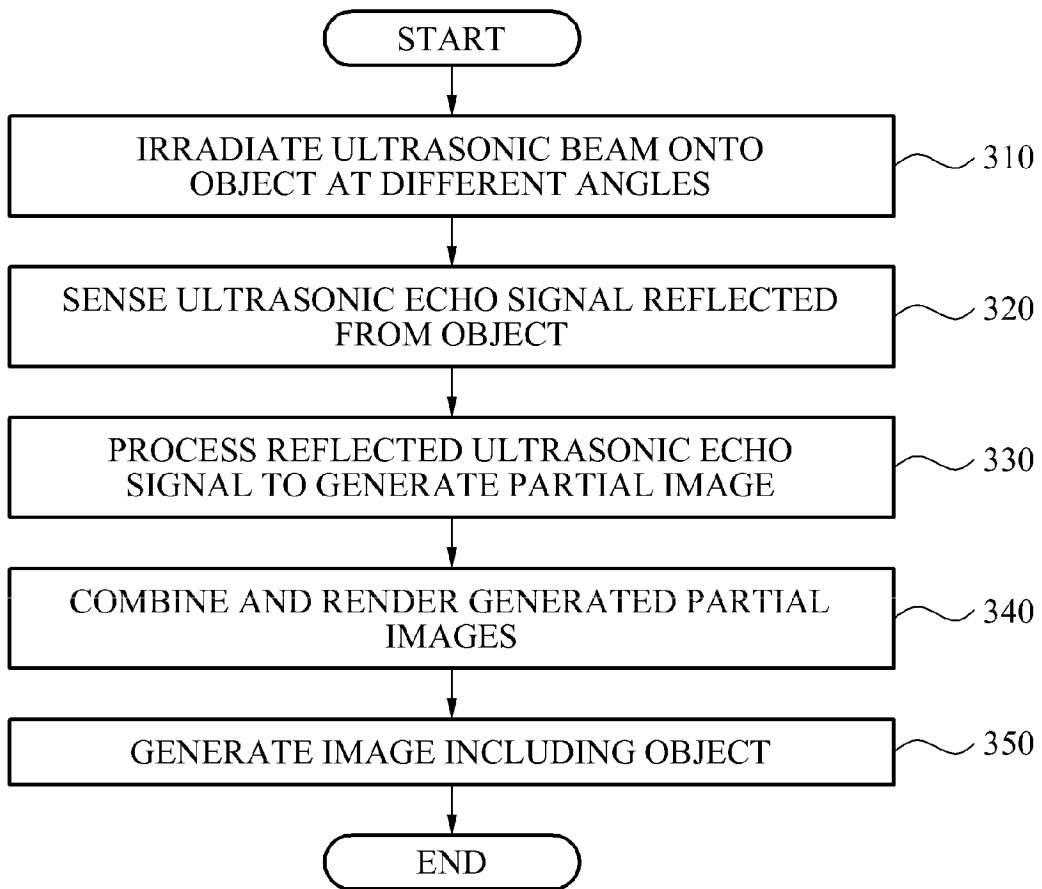 START
IRRADIATE ULTRASONIC BEAM ONTO
OBJECT AT DIFFERENT ANGLES
310
SENSE ULTRASONIC ECHO SIGNAL REFLECTED
FROM OBJECT
320
PROCESS REFLECTED ULTRASONIC ECHO
SIGNAL TO GENERATE PARTIAL IMAGE
330
COMBINE AND RENDER GENERATED PARTIAL
IMAGES
340
GENERATE IMAGE INCLUDING OBJECT
350
END